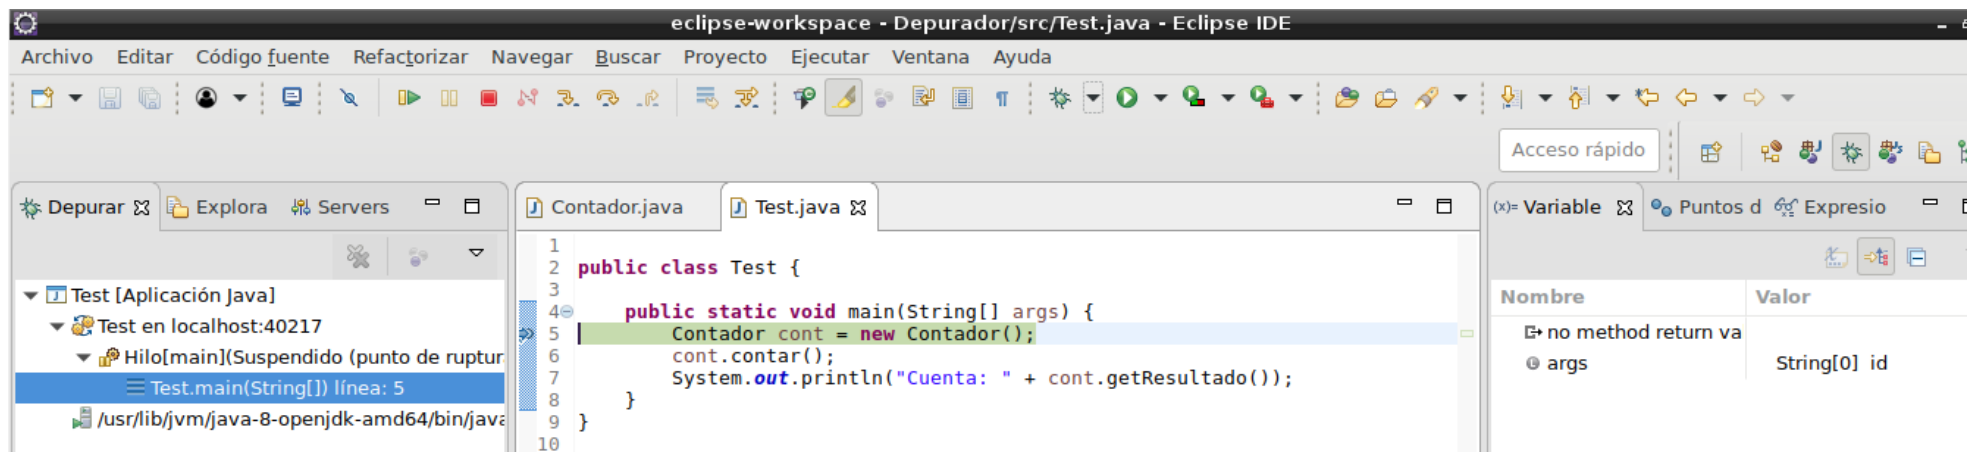 eclipse-workspace - Depurador/src/Test.java - Eclipse IDE
Archivo Editar Código fuente Refactorizar Navegar Buscar Proyecto Ejecutar Ventana Ayuda
Acceso rápido
Depurar Explora Servers
Test [Aplicación Java]
Test en localhost:40217
Hilo[main](Suspendido (punto de ruptur
Test.main(String[]) línea: 5
/usr/lib/jvm/java-8-openjdk-amd64/bin/java
Contador.java Test.java
1
2 public class Test {
3
4 public static void main(String[] args) {
5 Contador cont = new Contador();
6 cont.contar();
7 System.out.println("Cuenta: " + cont.getResultado());
8 }
9 }
10
(x)= Variable Puntos d Expresio
Nombre Valor
no method return va
args String[0] id